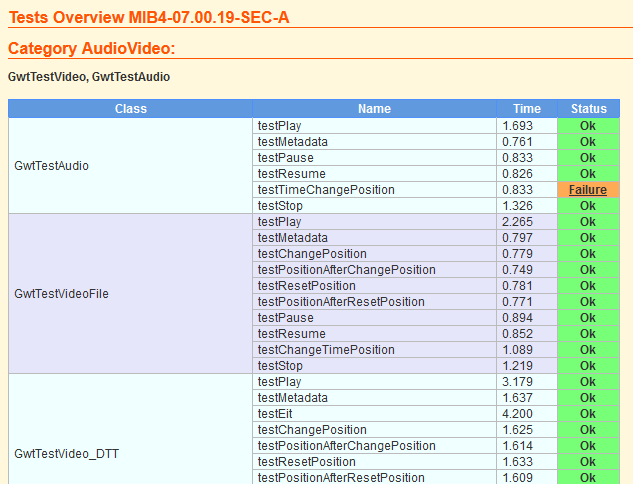 Tests Overview MIB4-07.00.19-SEC-A
Category AudioVideo:
GwtTestVideo, GwtTestAudio
Class Name Time Status
GwtTestAudio
testPlay 1.693 Ok
testMetadata 0.761 Ok
testPause 0.833 Ok
testResume 0.826 Ok
testTimeChangePosition 0.833 Failure
testStop 1.326 Ok
GwtTestVideoFile
testPlay 2.265 Ok
testMetadata 0.797 Ok
testChangePosition 0.779 Ok
testPositionAfterChangePosition 0.749 Ok
testResetPosition 0.781 Ok
testPositionAfterResetPosition 0.771 Ok
testPause 0.894 Ok
testResume 0.852 Ok
testChangeTimePosition 1.089 Ok
testStop 1.219 Ok
GwtTestVideo_DTT
testPlay 3.179 Ok
testMetadata 1.637 Ok
testEit 4.200 Ok
testChangePosition 1.625 Ok
testPositionAfterChangePosition 1.614 Ok
testResetPosition 1.633 Ok
testPositionAfterResetPosition 1.609 Ok